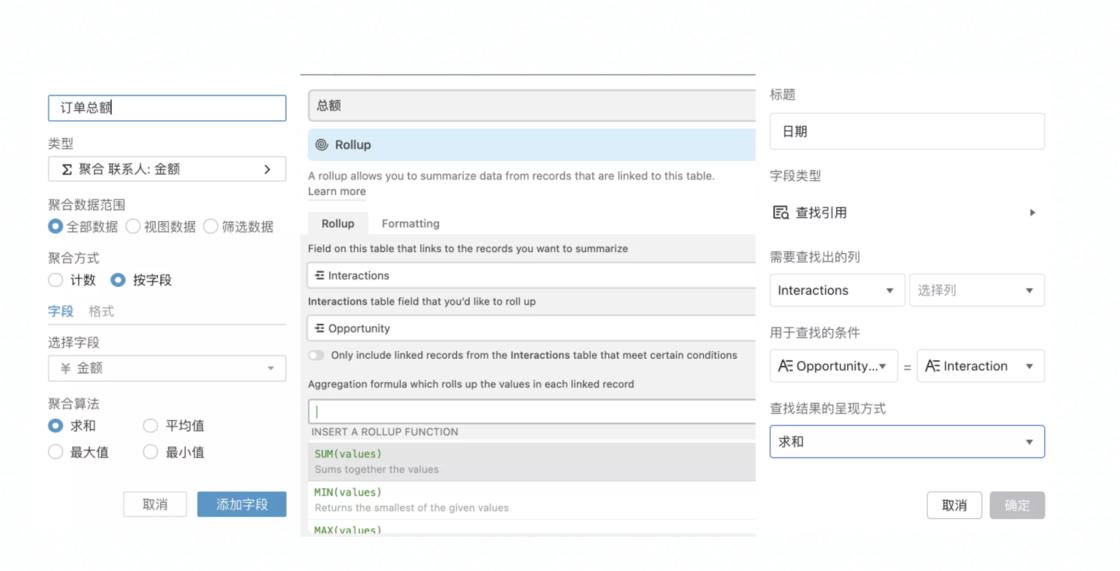 订单总额
类型
Σ 聚合 联系人: 金额
聚合数据范围
全部数据 视图数据 筛选数据
聚合方式
计数 按字段
字段 格式
选择字段
¥ 金额
聚合算法
求和 平均值
最大值 最小值
取消 添加字段
总额
Rollup
A rollup allows you to summarize data from records that are linked to this table.
Learn more
Rollup Formatting
Field on this table that links to the records you want to summarize
Interactions
Interactions table field that you'd like to roll up
Opportunity
Only include linked records from the Interactions table that meet certain conditions
Aggregation formula which rolls up the values in each linked record
INSERT A ROLLUP FUNCTION
SUM(values)
Sums together the values
MIN(values)
Returns the smallest of the given values
MAX(values)
标题
日期
字段类型
查找引用
需要查找出的列
Interactions 选择列
用于查找的条件
Opportunity... = Interaction
查找结果的呈现方式
求和
取消 确定